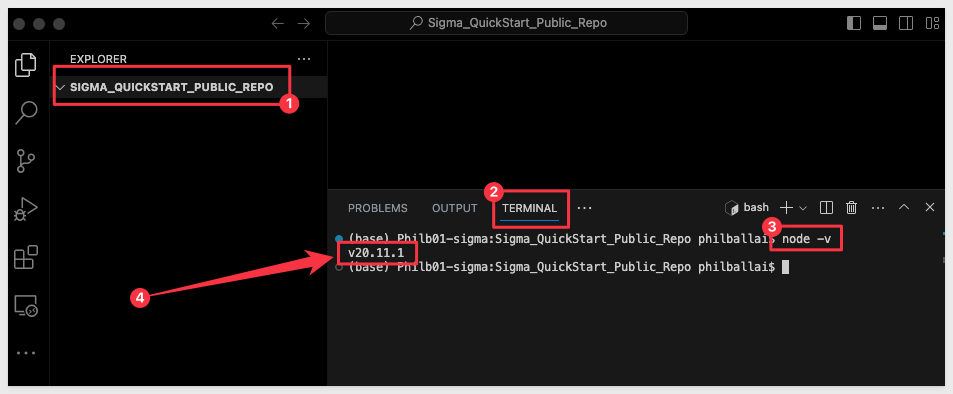 Sigma_QuickStart_Public_Repo
EXPLORER
SIGMA_QUICKSTART_PUBLIC_REPO
1
2
PROBLEMS OUTPUT TERMINAL
bash
3
(base) Philb01-sigma:Sigma_QuickStart_Public_Repo philballai$ node -v
v20.11.1
(base) Philb01-sigma:Sigma_QuickStart_Public_Repo philballai$
4